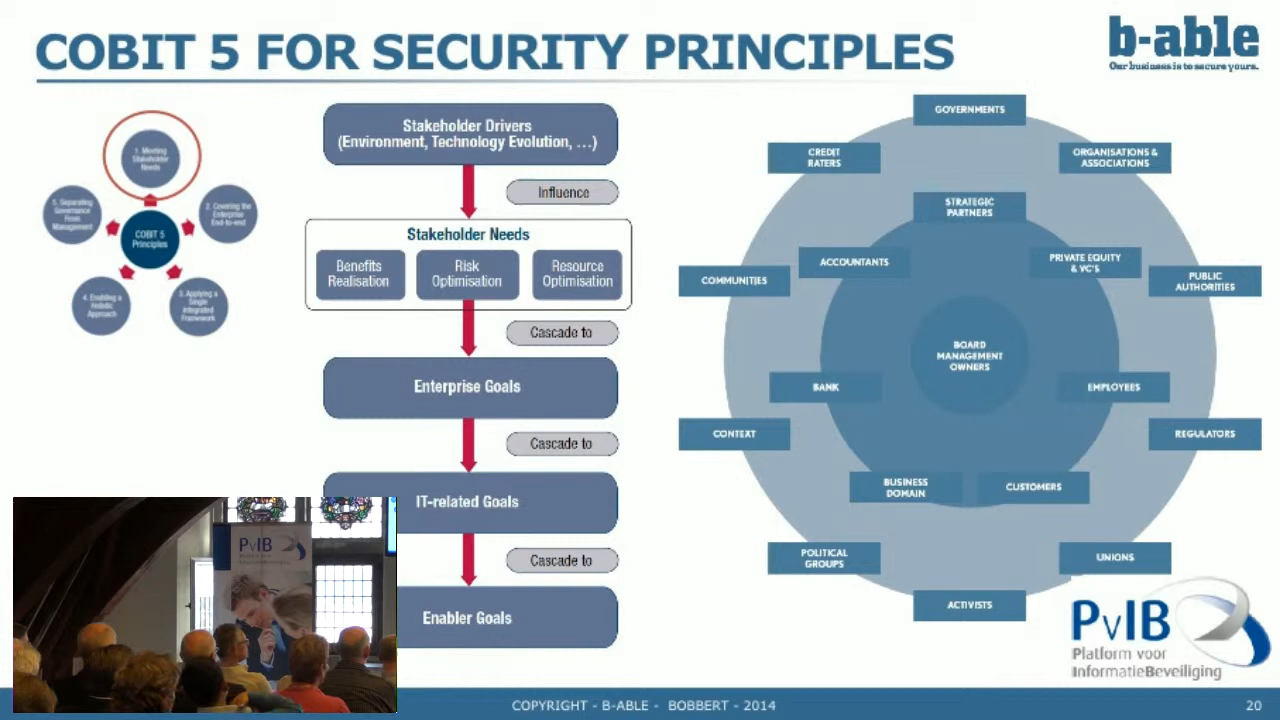 COBIT 5 FOR SECURITY PRINCIPLES
b-able
Our business is to secure yours.
1. Meeting
Stakeholder
Needs
5. Separating
Governance
From
Management
2. Covering the
Enterprise
End-to-end
COBIT 5
Principles
4. Enabling a
Holistic
Approach
3. Applying a
Single
Integrated
Framework
Stakeholder Drivers
(Environment, Technology Evolution, …)
Influence
Stakeholder Needs
Benefits
Realisation
Risk
Optimisation
Resource
Optimisation
Cascade to
Enterprise Goals
Cascade to
IT-related Goals
Cascade to
Enabler Goals
GOVERNMENTS
CREDIT
RATERS
ORGANISATIONS &
ASSOCIATIONS
STRATEGIC
PARTNERS
ACCOUNTANTS
PRIVATE EQUITY
& VC'S
COMMUNITIES
PUBLIC
AUTHORITIES
BOARD
MANAGEMENT
OWNERS
BANK
EMPLOYEES
CONTEXT
REGULATORS
BUSINESS
DOMAIN
CUSTOMERS
POLITICAL
GROUPS
UNIONS
ACTIVISTS
PvIB
Platform voor
InformatieBeveiliging
PvIB
Platform voor
InformatieBeveiliging
COPYRIGHT - B-ABLE - BOBBERT - 2014
20